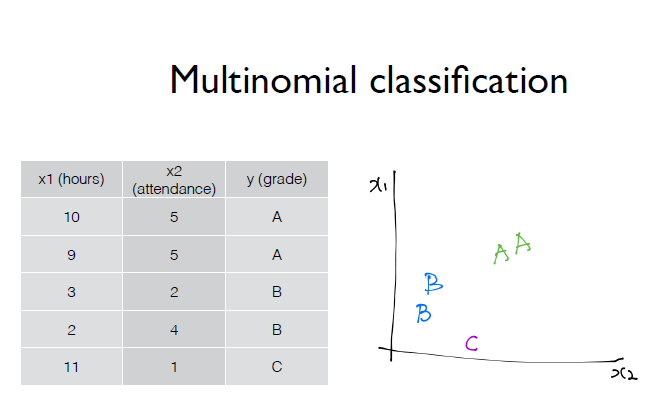 Multinomial classification
x1 (hours) x2 (attendance) y (grade)
10 5 A
9 5 A
3 2 B
2 4 B
11 1 C
x1
A A
B
B
C
x2